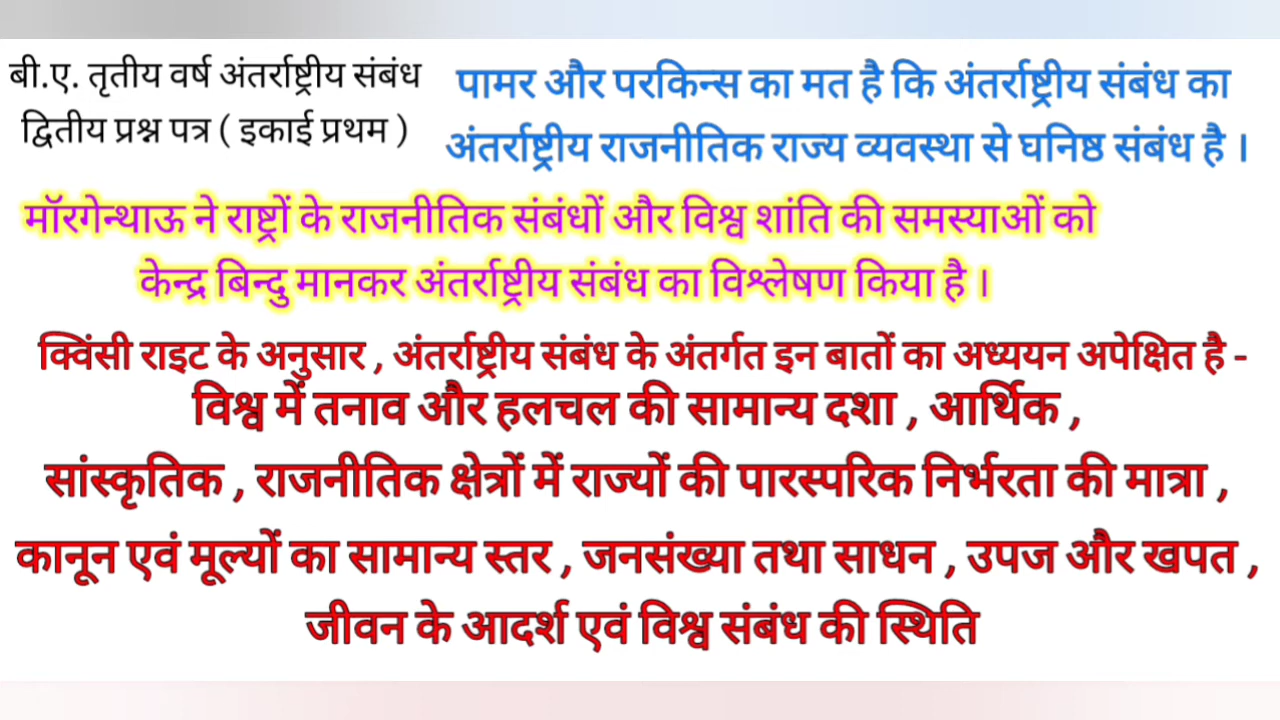 बी.ए. तृतीय वर्ष अंतर्राष्ट्रीय संबंध
द्वितीय प्रश्न पत्र ( इकाई प्रथम )
पामर और परकिन्स का मत है कि अंतर्राष्ट्रीय संबंध का
अंतर्राष्ट्रीय राजनीतिक राज्य व्यवस्था से घनिष्ठ संबंध है ।
मॉरगेन्थाऊ ने राष्ट्रों के राजनीतिक संबंधों और विश्व शांति की समस्याओं को
केन्द्र बिन्दु मानकर अंतर्राष्ट्रीय संबंध का विश्लेषण किया है ।
क्विंसी राइट के अनुसार , अंतर्राष्ट्रीय संबंध के अंतर्गत इन बातों का अध्ययन अपेक्षित है -
विश्व में तनाव और हलचल की सामान्य दशा , आर्थिक ,
सांस्कृतिक , राजनीतिक क्षेत्रों में राज्यों की पारस्परिक निर्भरता की मात्रा ,
कानून एवं मूल्यों का सामान्य स्तर , जनसंख्या तथा साधन , उपज और खपत ,
जीवन के आदर्श एवं विश्व संबंध की स्थिति